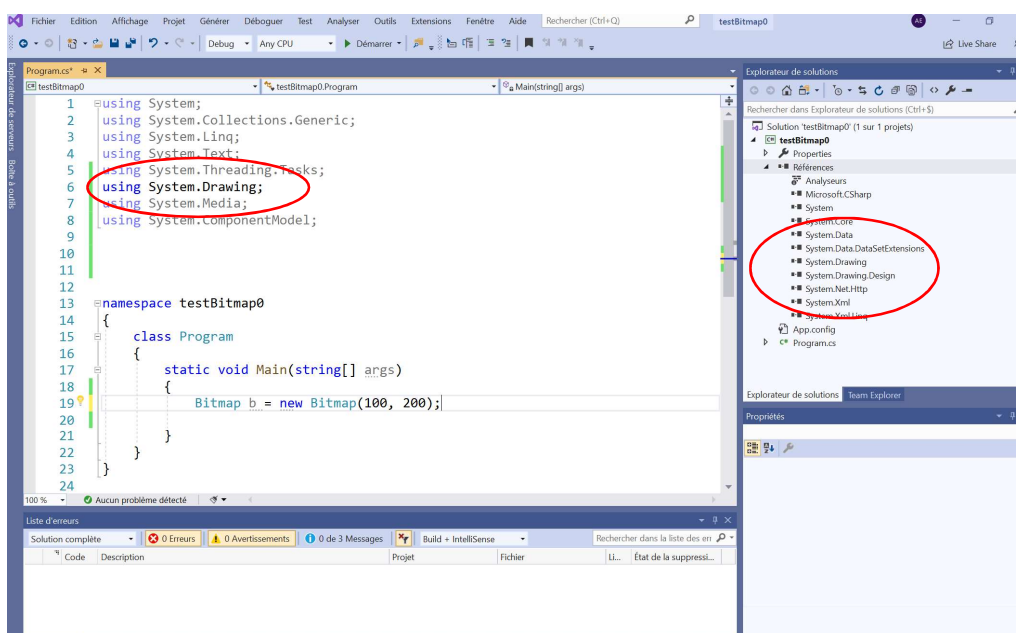 Fichier Edition Affichage Projet Générer Déboguer Test Analyser Outils Extensions Fenêtre Aide Rechercher (Ctrl+Q) testBitmap0 AE
Debug Any CPU Démarrer Live Share
Explorateur de serveurs
Boîte à outils
Program.cs*
testBitmap0 testBitmap0.Program Main(string[] args)
1 using System;
2 using System.Collections.Generic;
3 using System.Linq;
4 using System.Text;
5 using System.Threading.Tasks;
6 using System.Drawing;
7 using System.Media;
8 using System.ComponentModel;
9
10
11
12
13 namespace testBitmap0
14 {
15 class Program
16 {
17 static void Main(string[] args)
18 {
19 Bitmap b = new Bitmap(100, 200);
20
21 }
22 }
23 }
24
100 % Aucun problème détecté
Explorateur de solutions
Rechercher dans Explorateur de solutions (Ctrl+$)
Solution 'testBitmap0' (1 sur 1 projets)
testBitmap0
Properties
Références
Analyseurs
Microsoft.CSharp
System
System.Core
System.Data
System.Data.DataSetExtensions
System.Drawing
System.Drawing.Design
System.Net.Http
System.Xml
System.Xml.Linq
App.config
Program.cs
Explorateur de solutions Team Explorer
Propriétés
Liste d'erreurs
Solution complète 0 Erreurs 0 Avertissements 0 de 3 Messages Build + IntelliSense Rechercher dans la liste des err
Code Description Projet Fichier Li... État de la suppressi...